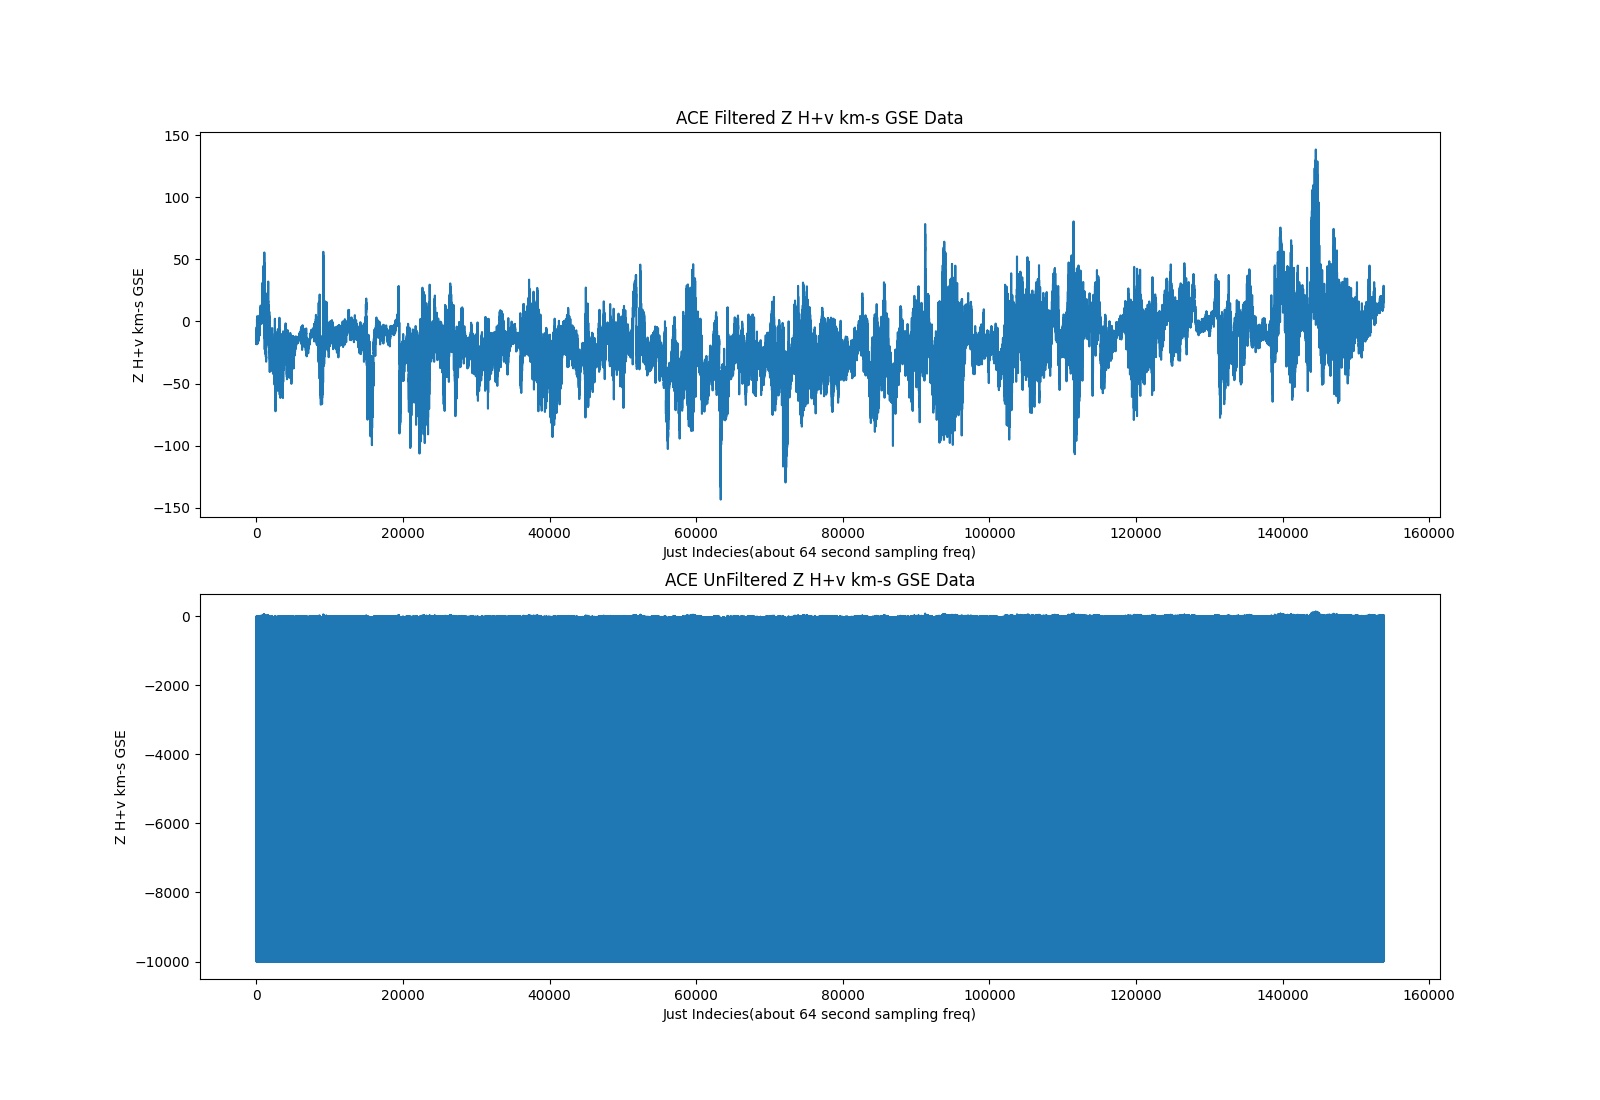 ACE Filtered Z H+v km-s GSE Data
150
100
50
0
−50
−100
−150
Z H+v km-s GSE
0 20000 40000 60000 80000 100000 120000 140000 160000
Just Indecies(about 64 second sampling freq)
ACE UnFiltered Z H+v km-s GSE Data
0
−2000
−4000
−6000
−8000
−10000
Z H+v km-s GSE
0 20000 40000 60000 80000 100000 120000 140000 160000
Just Indecies(about 64 second sampling freq)